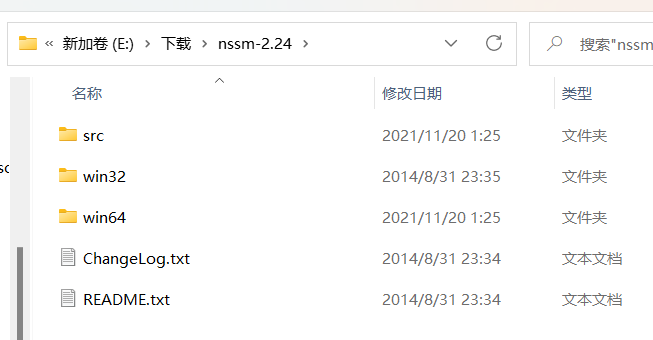 « 新加卷 (E:) > 下载 > nssm-2.24 >
搜索"nssm
名称 修改日期 类型
src 2021/11/20 1:25 文件夹
win32 2014/8/31 23:35 文件夹
win64 2021/11/20 1:25 文件夹
ChangeLog.txt 2014/8/31 23:34 文本文档
README.txt 2014/8/31 23:34 文本文档